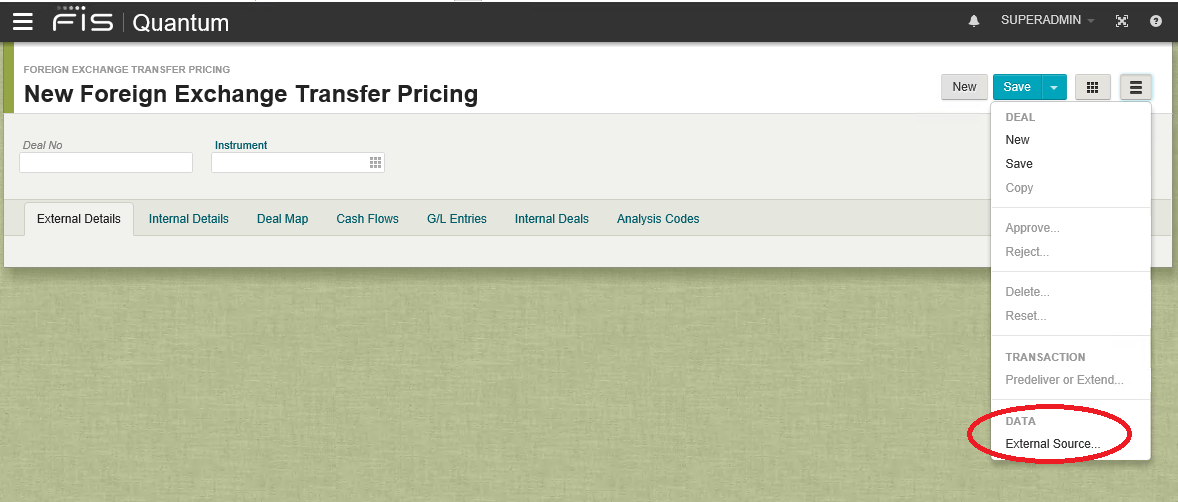 FIS Quantum
SUPERADMIN
FOREIGN EXCHANGE TRANSFER PRICING
New Foreign Exchange Transfer Pricing
New Save
Deal No Instrument
External Details Internal Details Deal Map Cash Flows G/L Entries Internal Deals Analysis Codes
DEAL
New
Save
Copy
Approve...
Reject...
Delete...
Reset...
TRANSACTION
Predeliver or Extend...
DATA
External Source...